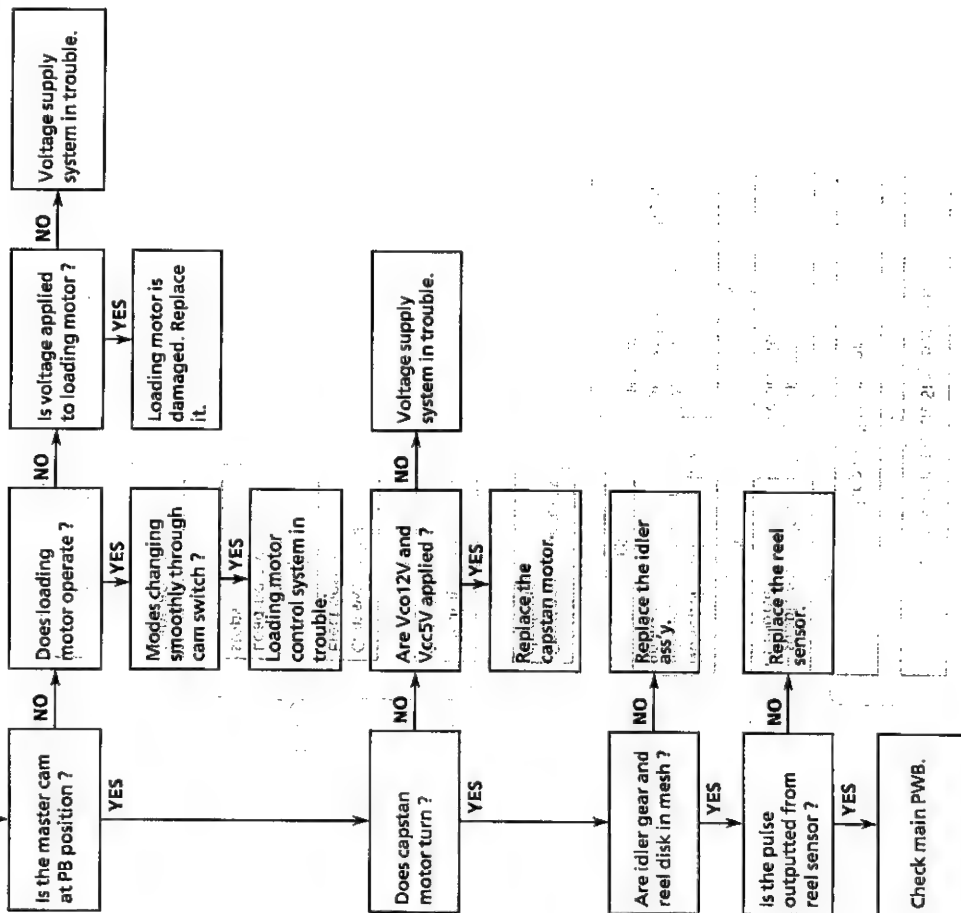 Is the master cam
at PB position ?
NO
Does loading
motor operate ?
NO
Is voltage applied
to loading motor ?
NO
Voltage supply
system in trouble.
YES
Loading motor is
damaged. Replace
it.
YES
Modes changing
smoothly through
cam switch ?
YES
Loading motor
control system in
trouble.
YES
Does capstan
motor turn ?
NO
Are Vco12V and
Vcc5V applied ?
NO
Voltage supply
system in trouble.
YES
Replace the
capstan motor.
YES
Are idler gear and
reel disk in mesh ?
NO
Replace the idler
ass'y.
YES
Is the pulse
outputted from
reel sensor ?
NO
Replace the reel
sensor.
YES
Check main PWB.